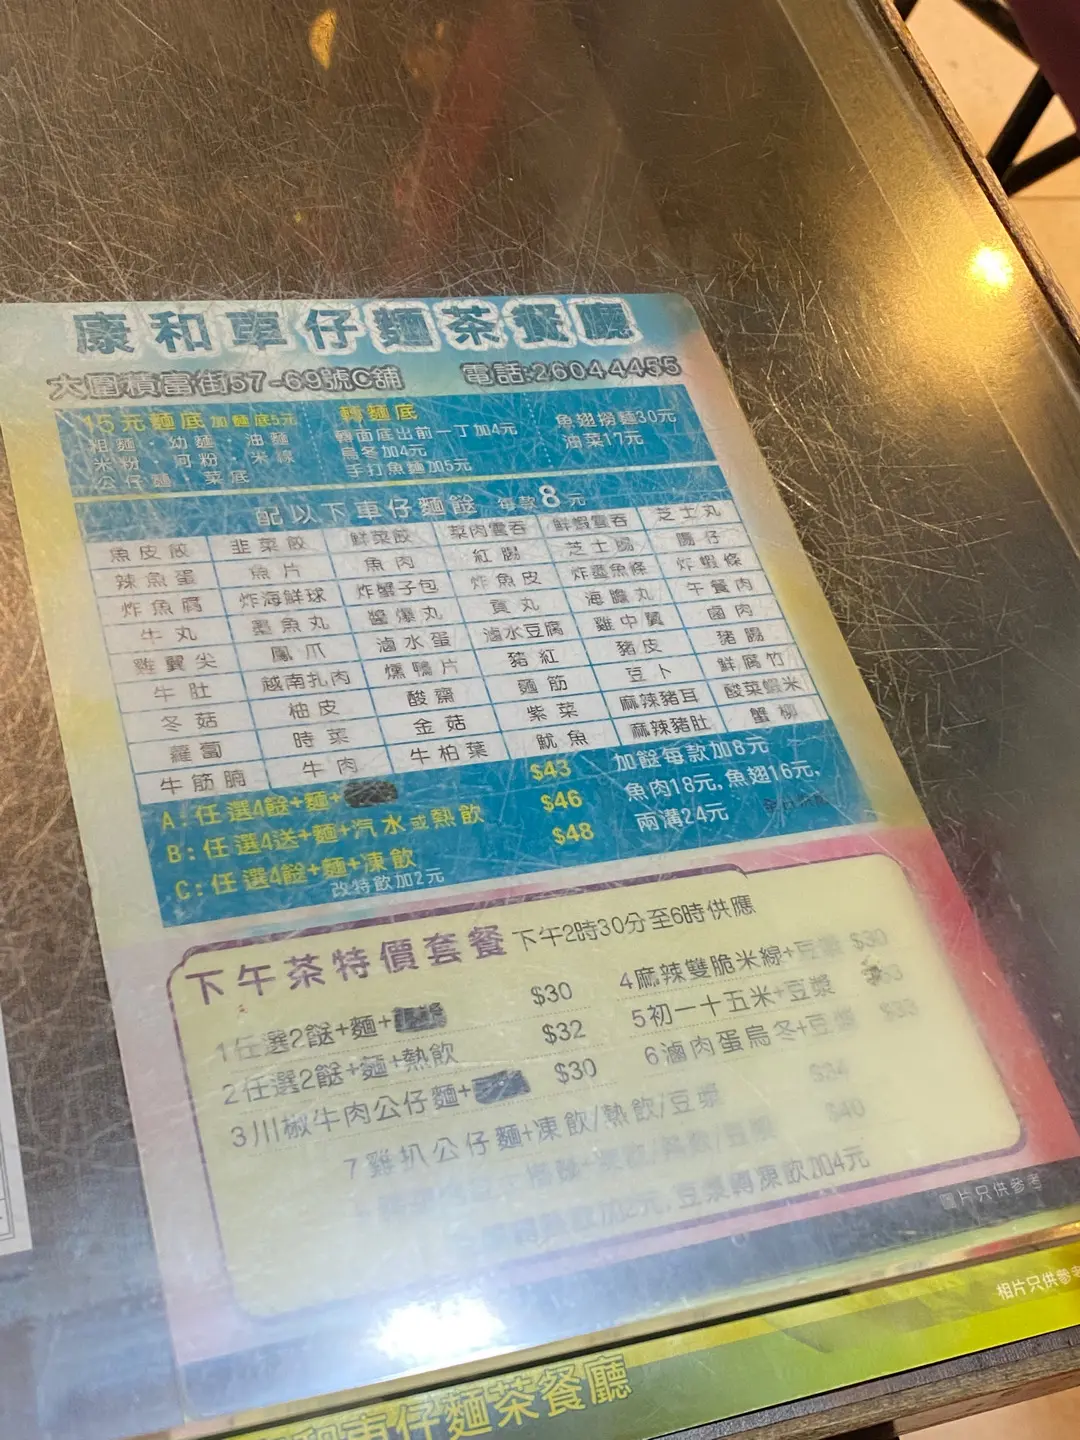 康和車仔麵茶餐廳
大圍積富街57-69號C舖 電話:26044455
15元麵底 加麵底5元
粗麵 · 幼麵 · 油麵
米粉 · 河粉 · 米線
公仔麵 · 菜底
轉麵底
轉面底出前一丁加4元
烏冬加4元
手打魚麵加5元
魚翅撈麵30元
油菜17元
配以下車仔麵餸 每款8元
魚皮餃 韭菜餃 鮮菜餃 菜肉雲吞 鮮蝦雲吞 芝士丸
辣魚蛋 魚片 魚肉 紅腸 芝士腸 腸仔
炸魚腐 炸海鮮球 炸蟹子包 炸魚皮 炸墨魚條 炸蝦條
牛丸 墨魚丸 醬爆丸 貢丸 海膽丸 午餐肉
雞翼尖 鳳爪 滷水蛋 滷水豆腐 雞中翼 鹵肉
牛肚 越南扎肉 燻鴨片 豬紅 豬皮 豬腸
冬菇 柚皮 酸齋 麵筋 豆卜 鮮腐竹
蘿蔔 時菜 金菇 紫菜 麻辣豬耳 酸菜蝦米
牛筋腩 牛肉 牛柏葉 魷魚 麻辣豬肚 蟹柳
A:任選4餸+麵+ $43
B:任選4送+麵+汽水或熱飲 $46
C:任選4餸+麵+凍飲 $48
改特飲加2元
加餸每款加8元
魚肉18元,魚翅16元,
兩溝24元
下午茶特價套餐 下午2時30分至6時供應
1任選2餸+麵+ $30
2任選2餸+麵+熱飲 $32
3川椒牛肉公仔麵+ $30
4麻辣雙脆米線+豆漿 $30
5初一十五米+豆漿
6滷肉蛋烏冬+豆漿
7雞扒公仔麵+凍飲/熱飲/豆漿 $34
$40
加2元,豆漿轉凍飲加4元
圖片只供參考
相片只供參考
和車仔麵茶餐廳